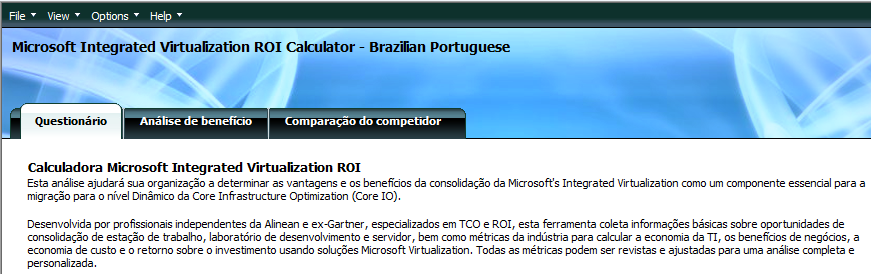 File View Options Help
Microsoft Integrated Virtualization ROI Calculator - Brazilian Portuguese
Questionário Análise de benefício Comparação do competidor
Calculadora Microsoft Integrated Virtualization ROI
Esta análise ajudará sua organização a determinar as vantagens e os benefícios da consolidação da Microsoft's Integrated Virtualization como um componente essencial para a
migração para o nível Dinâmico da Core Infrastructure Optimization (Core IO).
Desenvolvida por profissionais independentes da Alinean e ex-Gartner, especializados em TCO e ROI, esta ferramenta coleta informações básicas sobre oportunidades de
consolidação de estação de trabalho, laboratório de desenvolvimento e servidor, bem como métricas da indústria para calcular a economia da TI, os benefícios de negócios, a
economia de custo e o retorno sobre o investimento usando soluções Microsoft Virtualization. Todas as métricas podem ser revistas e ajustadas para uma análise completa e
personalizada.